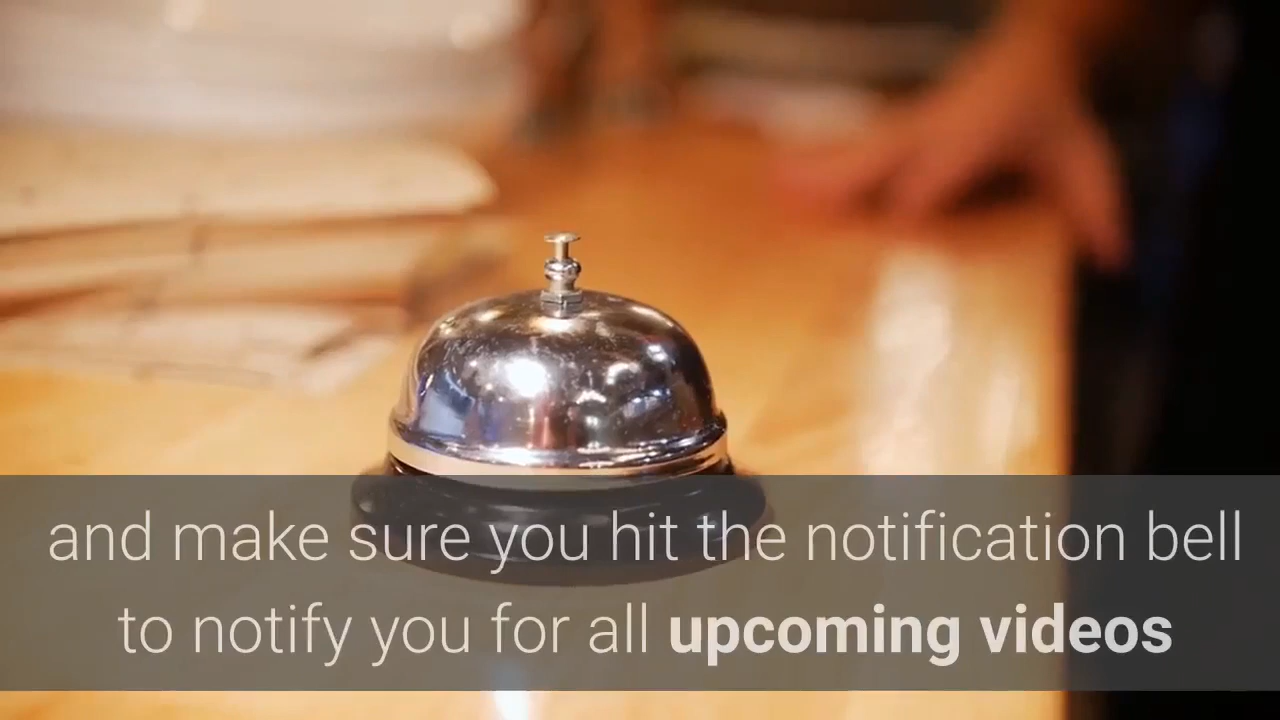 and make sure you hit the notification bell
to notify you for all upcoming videos